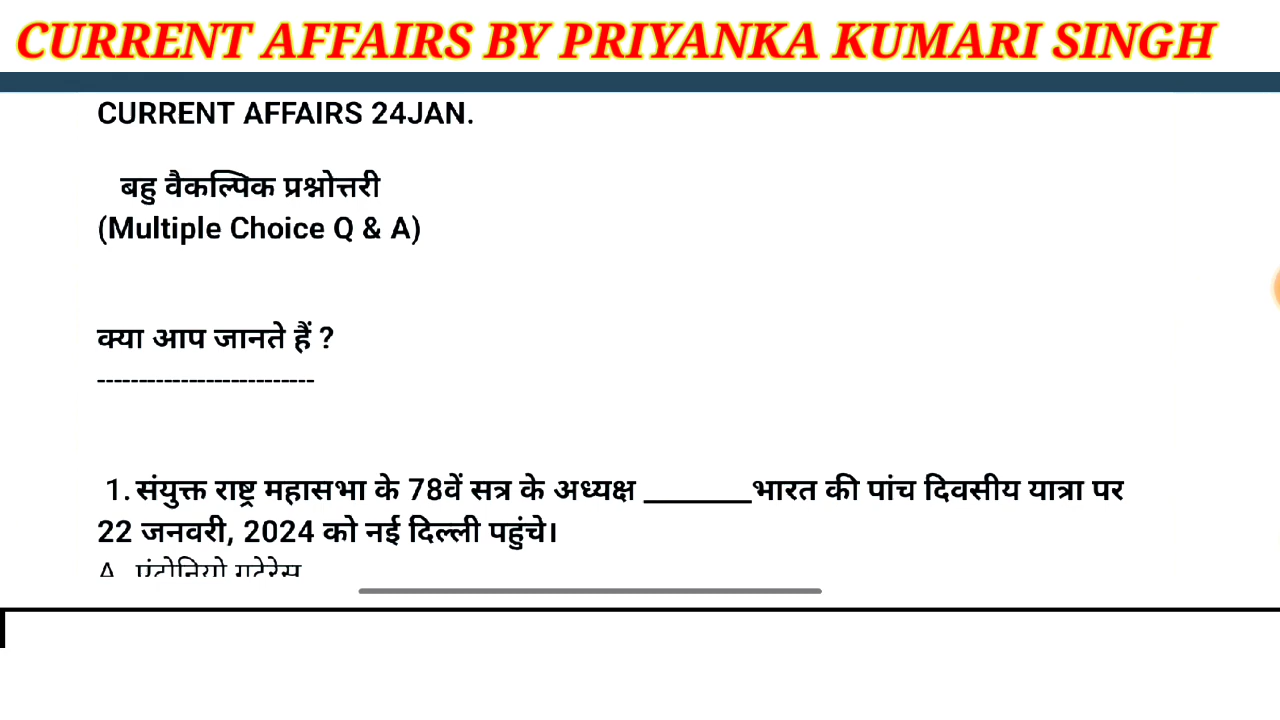 CURRENT AFFAIRS BY PRIYANKA KUMARI SINGH
CURRENT AFFAIRS 24JAN.
बहु वैकल्पिक प्रश्नोत्तरी
(Multiple Choice Q & A)
क्या आप जानते हैं ?
--------------------------
1. संयुक्त राष्ट्र महासभा के 78वें सत्र के अध्यक्ष ________भारत की पांच दिवसीय यात्रा पर
22 जनवरी, 2024 को नई दिल्ली पहुंचे।
A. एंटोनियो गुटेरेस